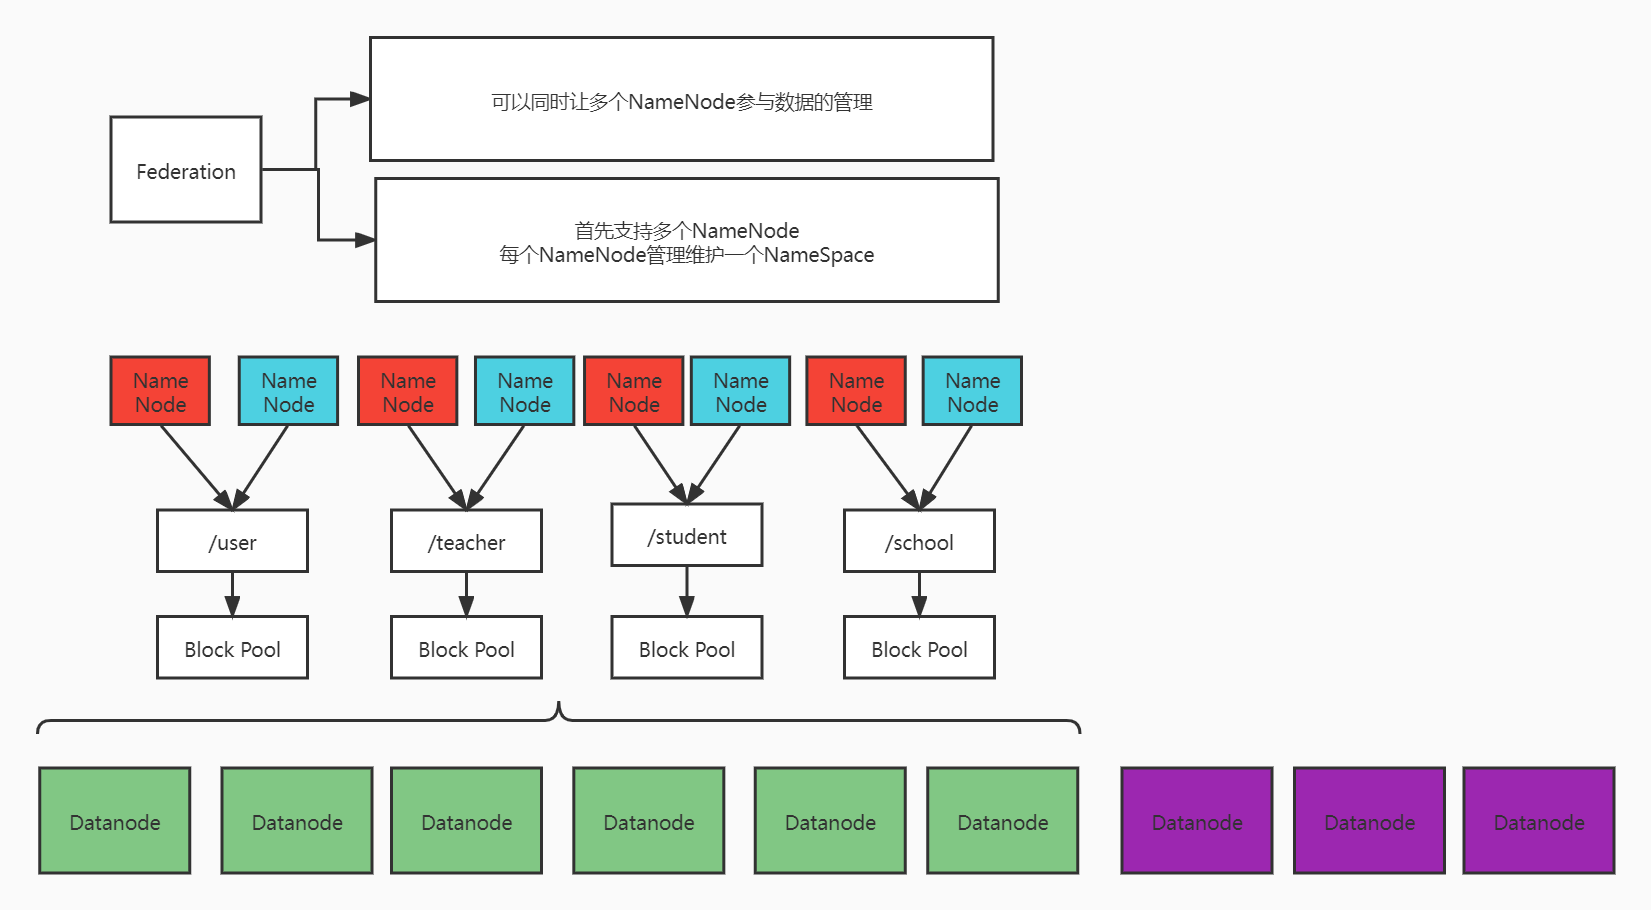 可以同时让多个NameNode参与数据的管理
Federation
首先支持多个NameNode
每个NameNode管理维护一个NameSpace
Name
Node
Name
Node
Name
Node
Name
Node
Name
Node
Name
Node
Name
Node
Name
Node
/user
/teacher
/student
/school
Block Pool
Block Pool
Block Pool
Block Pool
Datanode
Datanode
Datanode
Datanode
Datanode
Datanode
Datanode
Datanode
Datanode